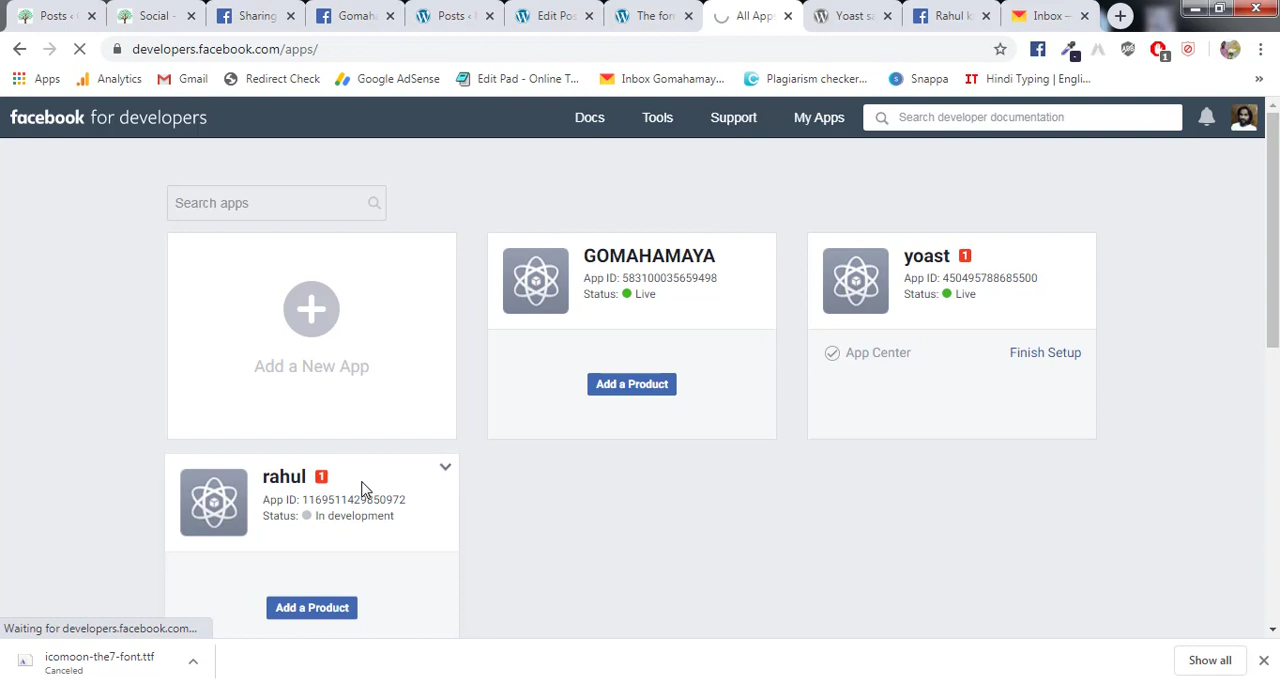 Posts ‹
Social -
Sharing
Gomah
Posts ‹
Edit Po
The fon
All Apps
Yoast s
Rahul k
Inbox —
developers.facebook.com/apps/
Apps
Analytics
Gmail
Redirect Check
Google AdSense
Edit Pad - Online T...
Inbox Gomahamay...
Plagiarism checker...
Snappa
Hindi Typing | Engli...
»
facebook for developers
Docs
Tools
Support
My Apps
Search developer documentation
Search apps
Add a New App
GOMAHAMAYA
App ID: 583100035659498
Status: Live
Add a Product
yoast 1
App ID: 450495788685500
Status: Live
App Center
Finish Setup
rahul 1
App ID: 1169511429850972
Status: In development
Add a Product
Waiting for developers.facebook.com...
icomoon-the7-font.ttf
Canceled
Show all